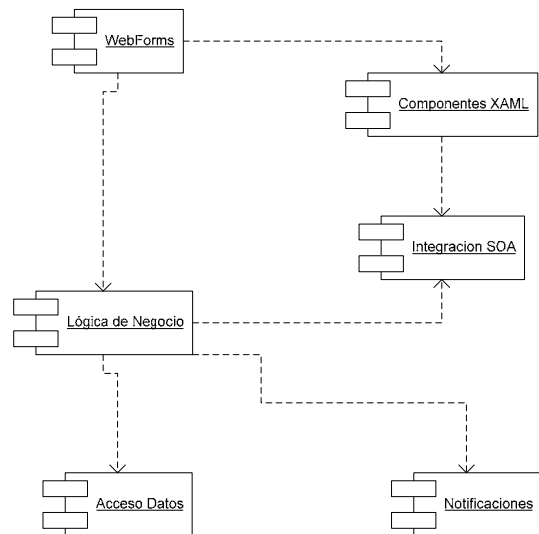 WebForms
Componentes XAML
Integracion SOA
Lógica de Negocio
Acceso Datos
Notificaciones